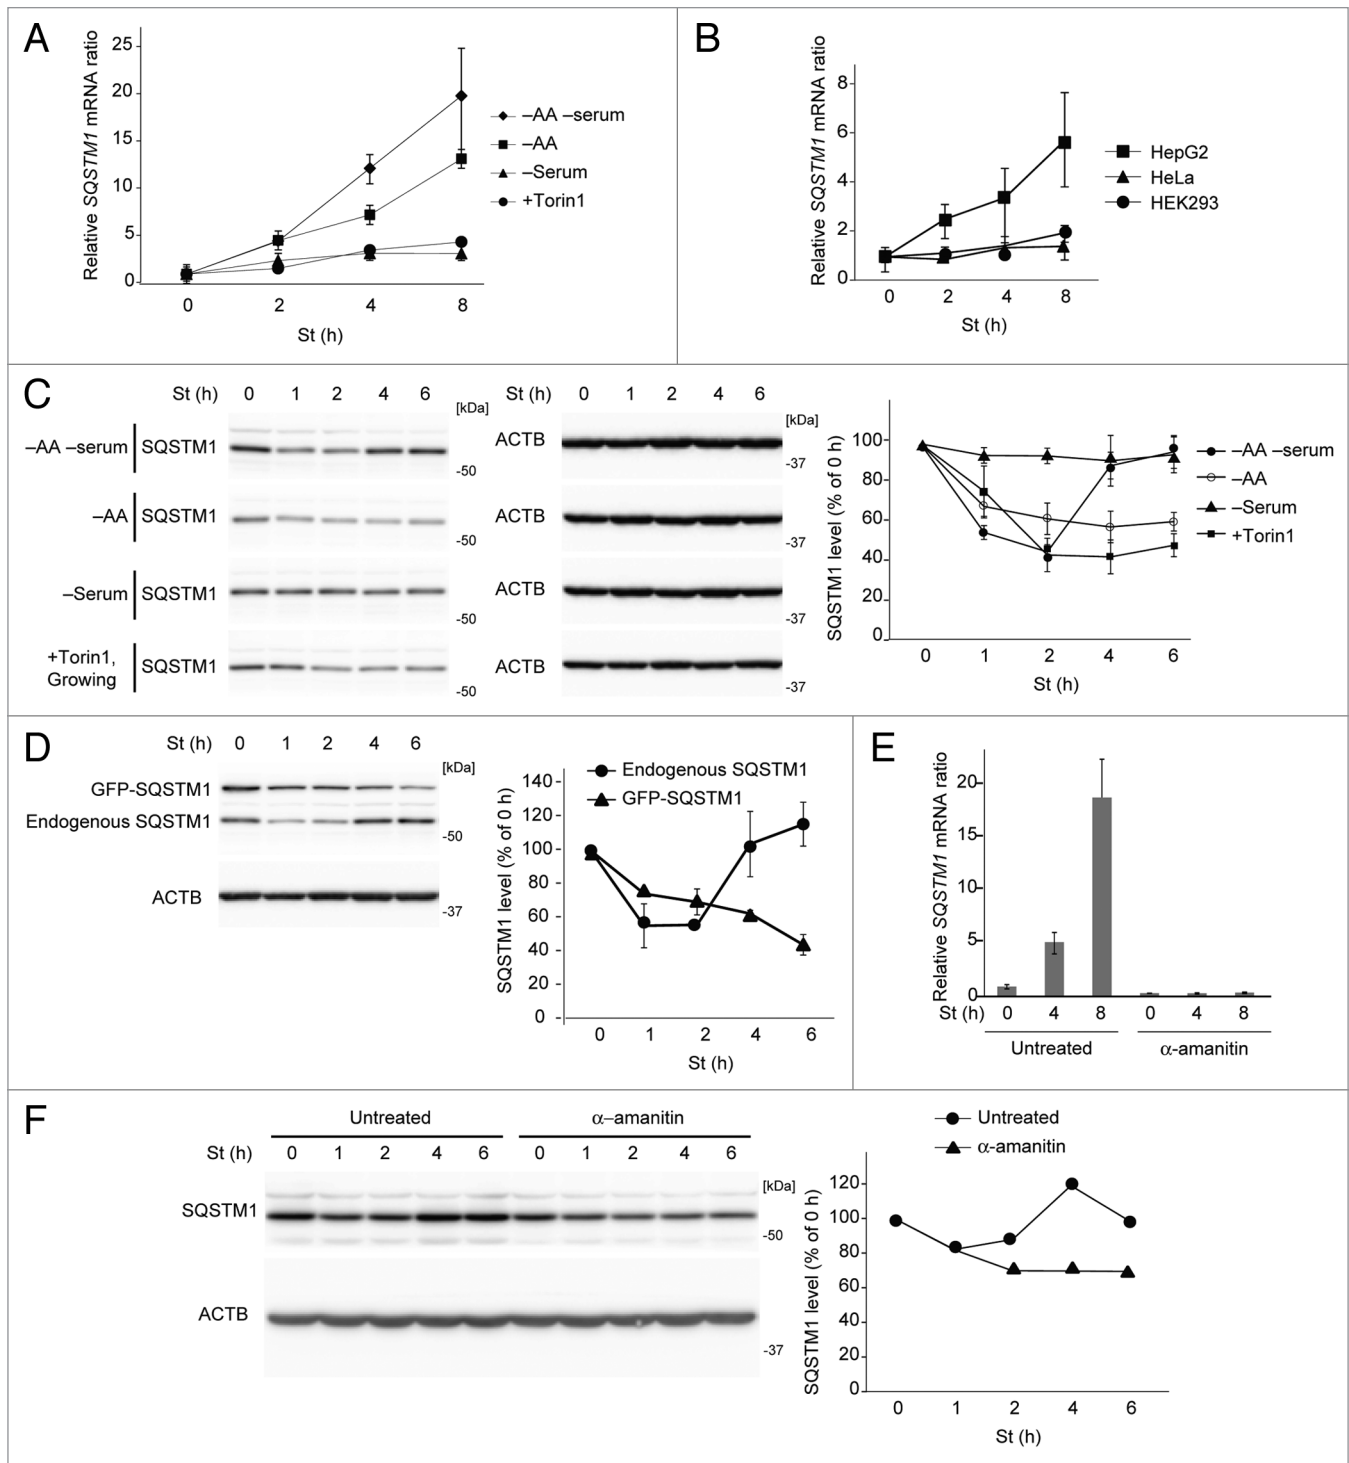 A
Relative SQSTM1 mRNA ratio
25
20
15
10
5
0
0 2 4 8
St (h)
–AA –serum
–AA
–Serum
+Torin1
B
Relative SQSTM1 mRNA ratio
8
6
4
2
0
0 2 4 8
St (h)
HepG2
HeLa
HEK293
C
St (h) 0 1 2 4 6
[kDa]
–AA –serum SQSTM1
-50
–AA SQSTM1
-50
–Serum SQSTM1
-50
+Torin1,
Growing
SQSTM1
-50
St (h) 0 1 2 4 6
[kDa]
ACTB
-37
ACTB
-37
ACTB
-37
ACTB
-37
SQSTM1 level (% of 0 h)
100
80
60
40
20
0
0 1 2 4 6
St (h)
–AA –serum
–AA
–Serum
+Torin1
D
St (h) 0 1 2 4 6
[kDa]
GFP-SQSTM1
Endogenous SQSTM1
-50
ACTB
-37
SQSTM1 level (% of 0 h)
140
120
100
80
60
40
20
0
0 1 2 4 6
St (h)
Endogenous SQSTM1
GFP-SQSTM1
E
Relative SQSTM1 mRNA ratio
20
15
10
5
0
St (h) 0 4 8 0 4 8
Untreated α-amanitin
F
Untreated α–amanitin
St (h) 0 1 2 4 6 0 1 2 4 6
[kDa]
SQSTM1
-50
ACTB
-37
Untreated
α-amanitin
SQSTM1 level (% of 0 h)
120
100
80
60
40
20
0
0 1 2 4 6
St (h)